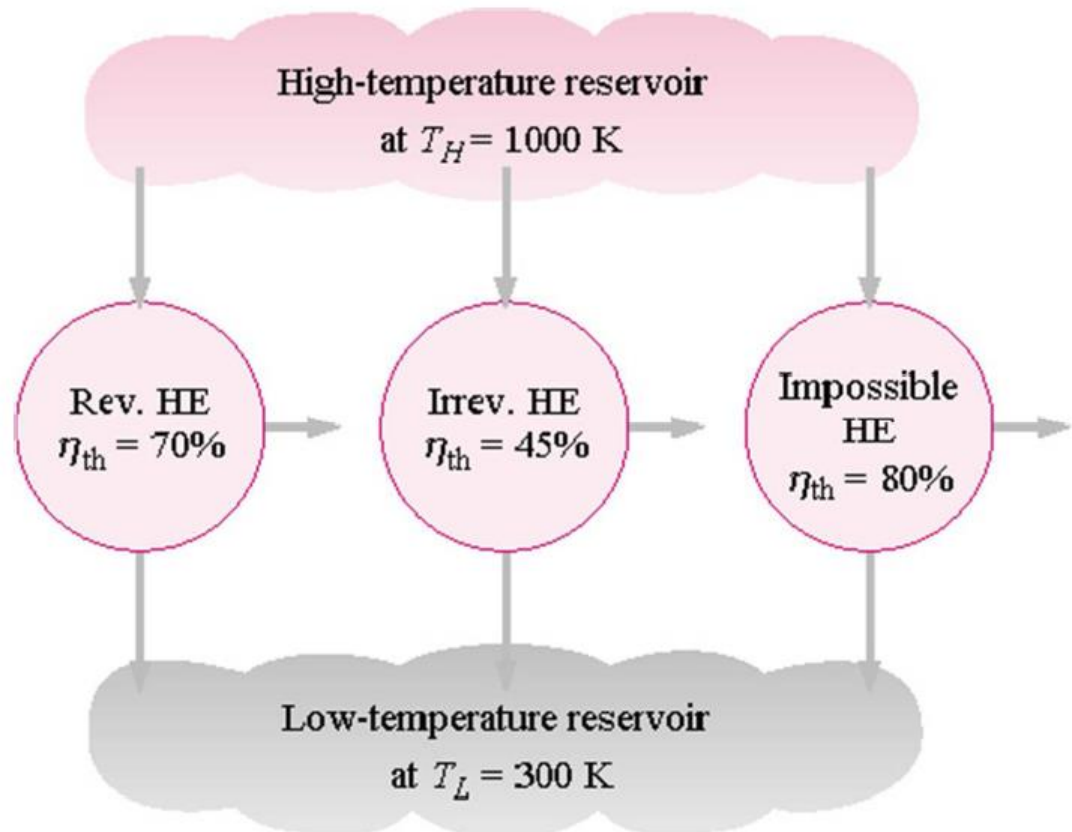 High-temperature reservoir
at T_H = 1000 K
Rev. HE
η_th = 70%
Irrev. HE
η_th = 45%
Impossible
HE
η_th = 80%
Low-temperature reservoir
at T_L = 300 K